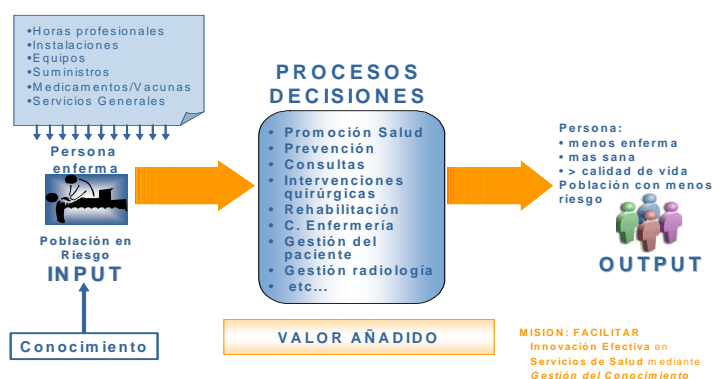 •Horas profesionales
•Instalaciones
•Equipos
•Suministros
•Medicamentos/Vacunas
•Servicios Generales
Persona
enferma
Población en
Riesgo
INPUT
Conocimiento
PROCESOS
DECISIONES
• Promoción Salud
• Prevención
• Consultas
• Intervenciones
quirúrgicas
• Rehabilitación
• C. Enfermería
• Gestión del
paciente
• Gestión radiología
• etc...
VALOR AÑADIDO
Persona:
• menos enferma
• mas sana
• > calidad de vida
Población con menos
riesgo
OUTPUT
MISION: FACILITAR
Innovación Efectiva en
Servicios de Salud mediante
Gestión del Conocimiento